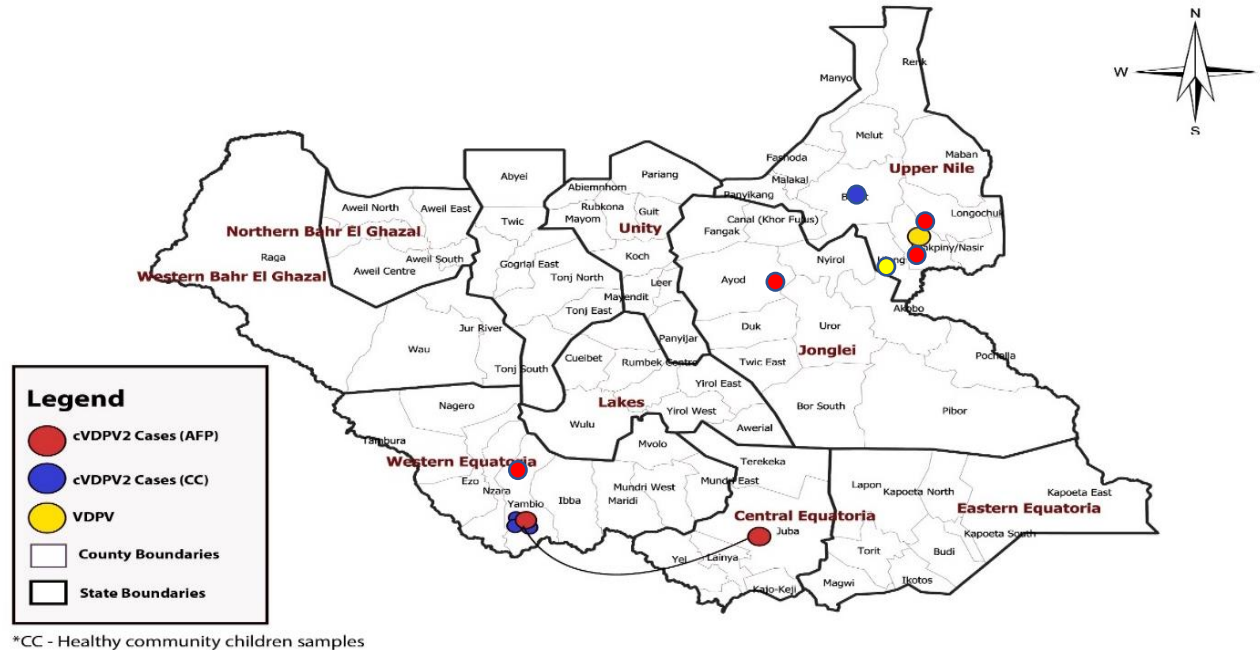 N
W
S
Renk
Manyo
Melut
Fashoda
Maban
Upper Nile
Malakal
Panyikang
Longochuk
Abyei
Pariang
Abiemnhom
Rubkona
Guit
Mayom
Unity
Twic
Canal (Khor Fulus)
Fangak
Aweil North
Aweil East
Northern Bahr El Ghazal
Raga
Aweil South
Aweil Centre
Western Bahr El Ghazal
Gogrial East
Tonj North
Koch
Leer
Mayendit
Tonj East
Nyirol
Ayod
Akobo
Jur River
Wau
Duk
Uror
Panyijar
Jonglei
Pochalla
Cueibet
Rumbek Centre
Twic East
Tonj South
Yirol East
Lakes
Yirol West
Bor South
Pibor
Nagero
Wulu
Awerial
Tambura
Mvolo
Western Equatoria
Terekeka
Ezo
Nzara
Mundri East
Mundri West
Lapon
Kapoeta North
Kapoeta East
Yambio
Ibba
Maridi
Central Equatoria
Eastern Equatoria
Juba
Kapoeta South
Yei
Lainya
Torit
Budi
Kajo-Keji
Magwi
Ikotos
Legend
cVDPV2 Cases (AFP)
cVDPV2 Cases (CC)
VDPV
County Boundaries
State Boundaries
*CC - Healthy community children samples